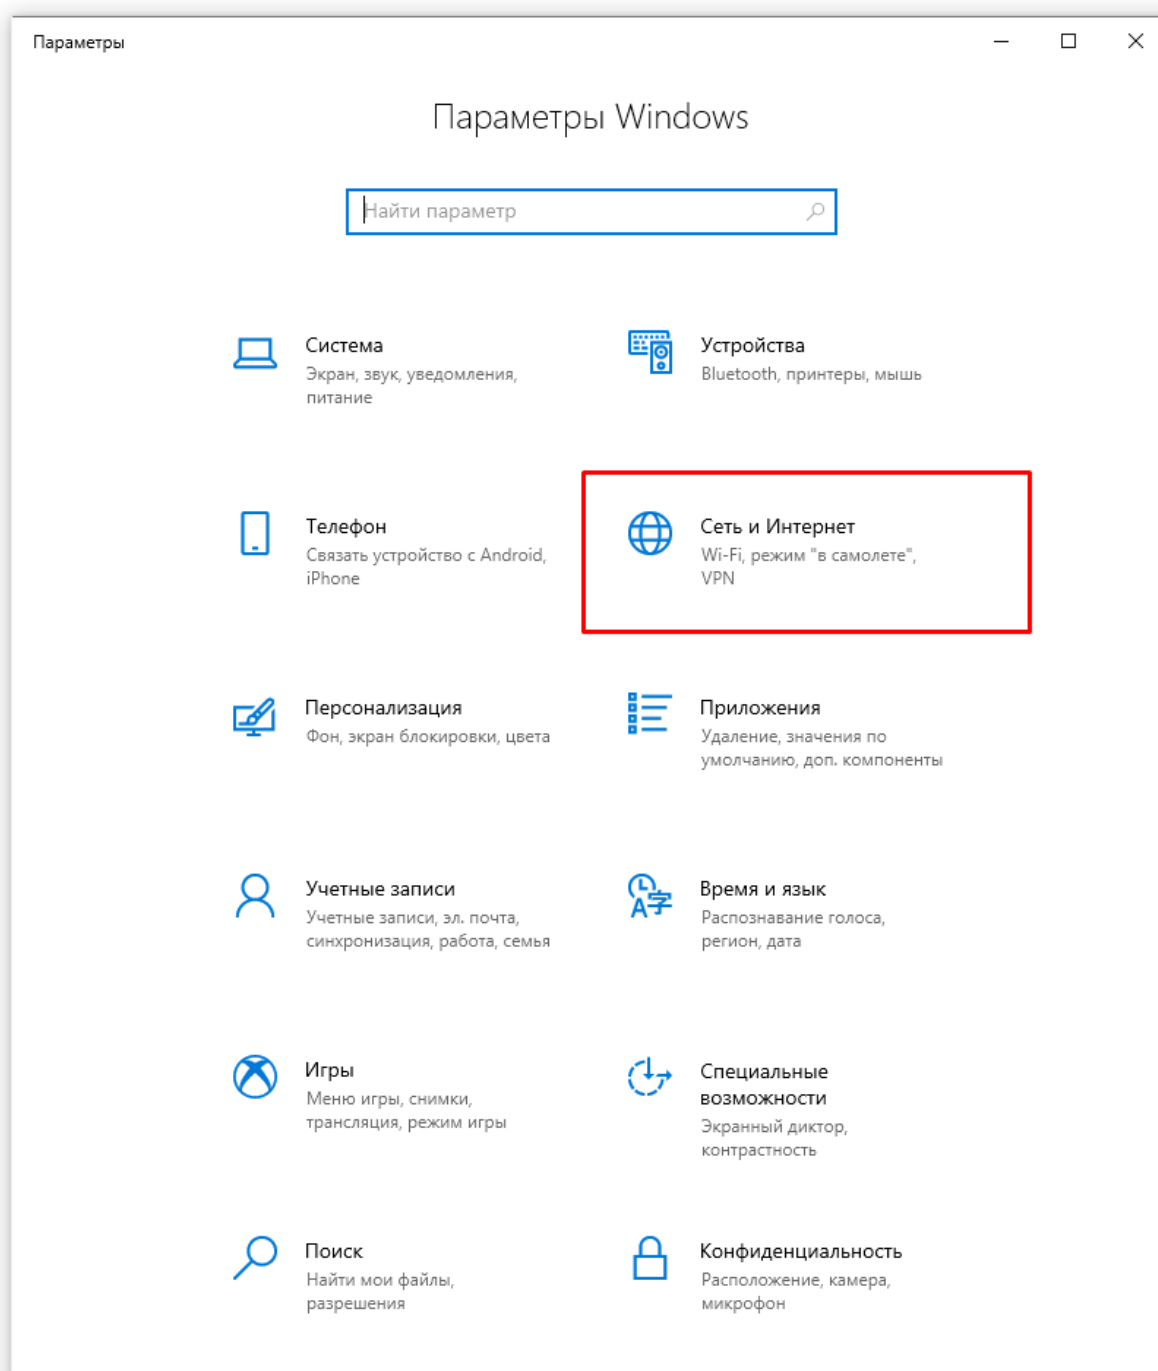 Параметры
Параметры Windows
Найти параметр
Система
Экран, звук, уведомления,
питание
Устройства
Bluetooth, принтеры, мышь
Телефон
Связать устройство с Android,
iPhone
Сеть и Интернет
Wi-Fi, режим "в самолете",
VPN
Персонализация
Фон, экран блокировки, цвета
Приложения
Удаление, значения по
умолчанию, доп. компоненты
Учетные записи
Учетные записи, эл. почта,
синхронизация, работа, семья
Время и язык
Распознавание голоса,
регион, дата
Игры
Меню игры, снимки,
трансляция, режим игры
Специальные
возможности
Экранный диктор,
контрастность
Поиск
Найти мои файлы,
разрешения
Конфиденциальность
Расположение, камера,
микрофон